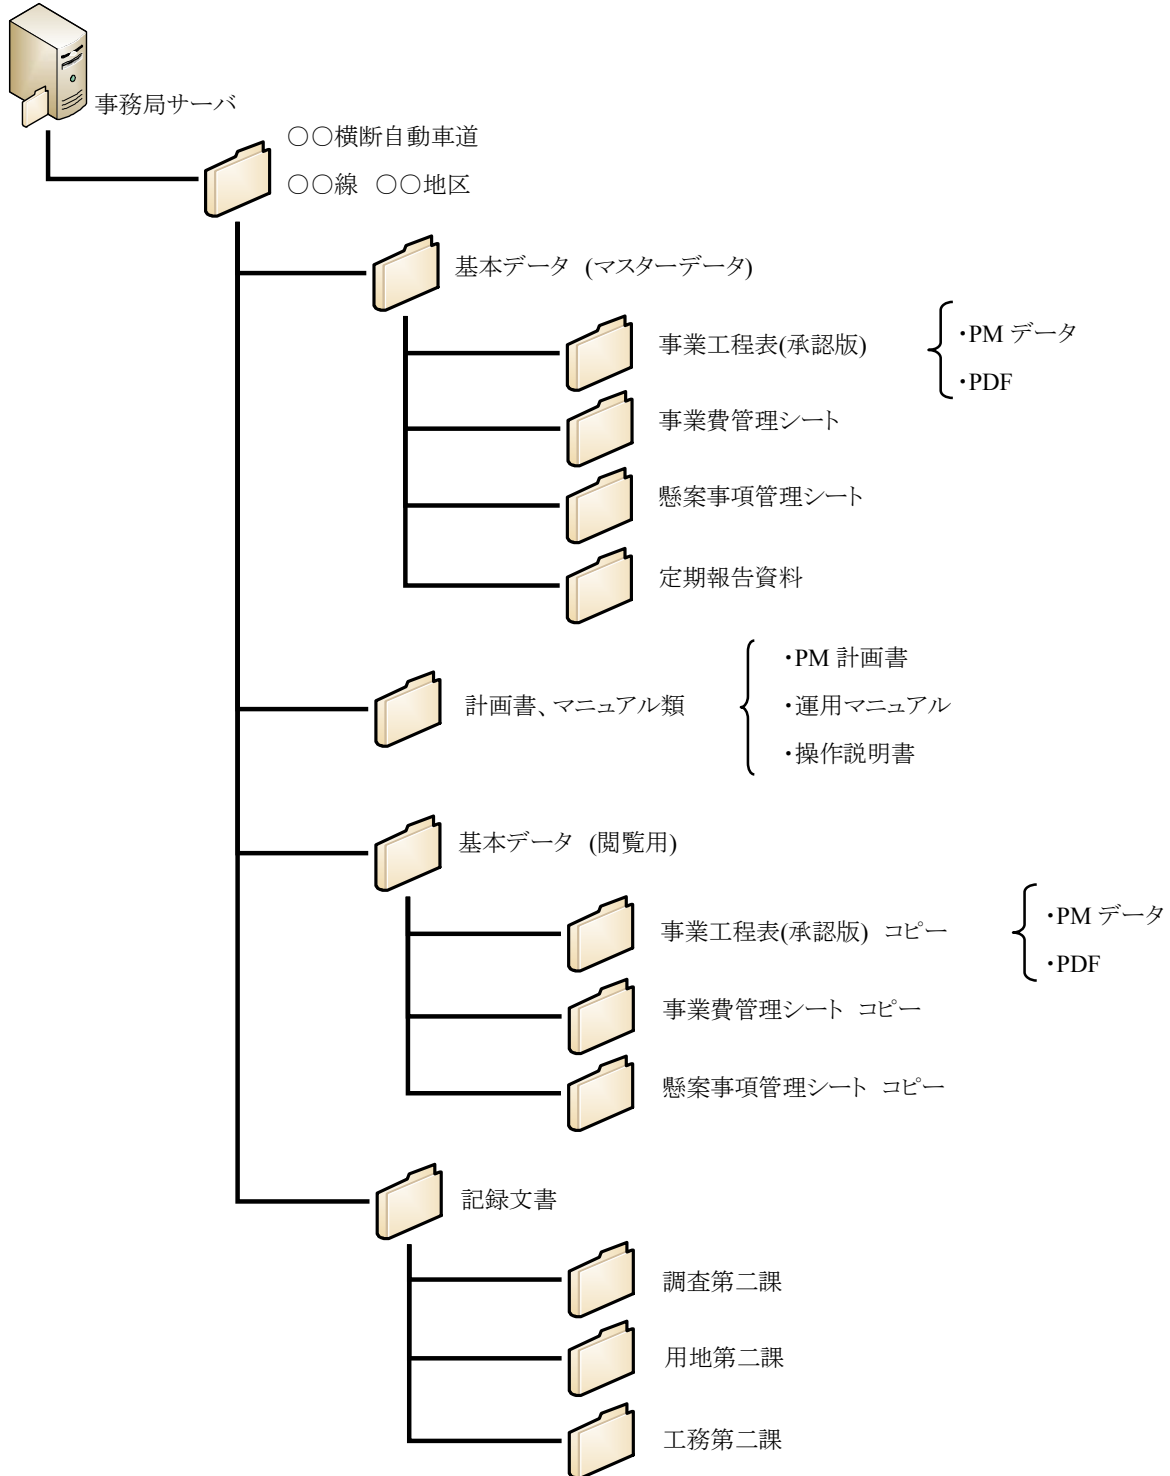 事務局サーバ
○○横断自動車道
○○線　○○地区
基本データ (マスターデータ)
事業工程表(承認版)
・PM データ
・PDF
事業費管理シート
懸案事項管理シート
定期報告資料
計画書、マニュアル類
・PM 計画書
・運用マニュアル
・操作説明書
基本データ (閲覧用)
事業工程表(承認版)　コピー
・PM データ
・PDF
事業費管理シート　コピー
懸案事項管理シート　コピー
記録文書
調査第二課
用地第二課
工務第二課